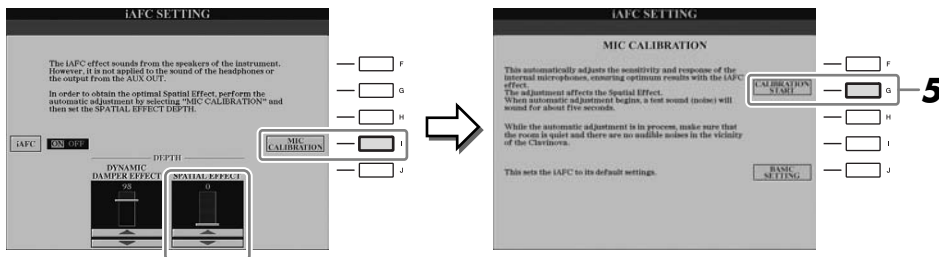 iAFC SETTING
The iAFC effect sounds from the speakers of the instrument.
However, it is not applied to the sound of the headphones or
the output from the AUX OUT.
In order to obtain the optimal Spatial Effect, perform the
automatic adjustment by selecting "MIC CALIBRATION" and
then set the SPATIAL EFFECT DEPTH.
iAFC ON OFF
MIC
CALIBRATION
DEPTH
DYNAMIC
DAMPER EFFECT
SPATIAL EFFECT
98
0
F
G
H
I
J
iAFC SETTING
MIC CALIBRATION
This automatically adjusts the sensitivity and response of the
internal microphones, ensuring optimum results with the iAFC
effect.
The adjustment affects the Spatial Effect.
When automatic adjustment begins, a test sound (noise) will
sound for about five seconds.
While the automatic adjustment is in process, make sure that
the room is quiet and there are no audible noises in the vicinity
of the Clavinova.
This sets the iAFC to its default settings.
CALIBRATION
START
BASIC
SETTING
F
G
H
I
J
5